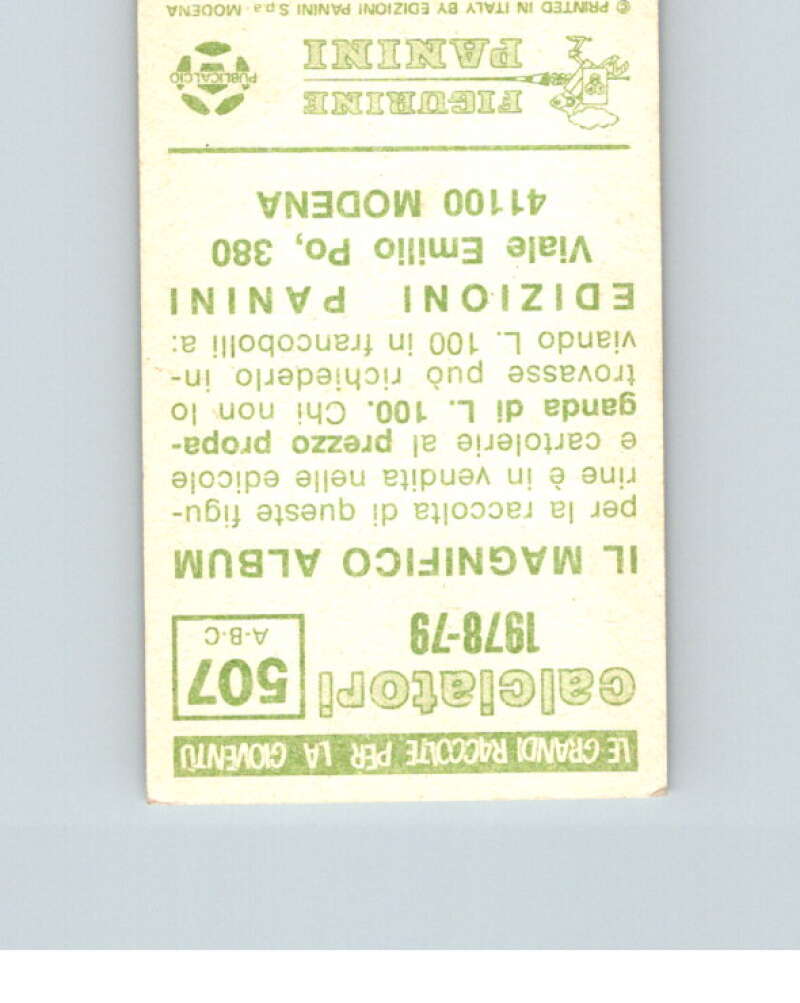 LE GRANDI RACCOLTE PER LA GIOVENTÙ
calciatori
1978-79
507
A-B-C
IL MAGNIFICO ALBUM
per la raccolta di queste figu-
rine è in vendita nelle edicole
e cartolerie al prezzo propa-
ganda di L. 100. Chi non lo
trovasse può richiederlo in-
viando L. 100 in francobolli a:
EDIZIONI PANINI
Viale Emilio Po, 380
41100 MODENA
FIGURINE
PANINI
PUBLICALCIO
© PRINTED IN ITALY BY EDIZIONI PANINI S.p.a. - MODENA